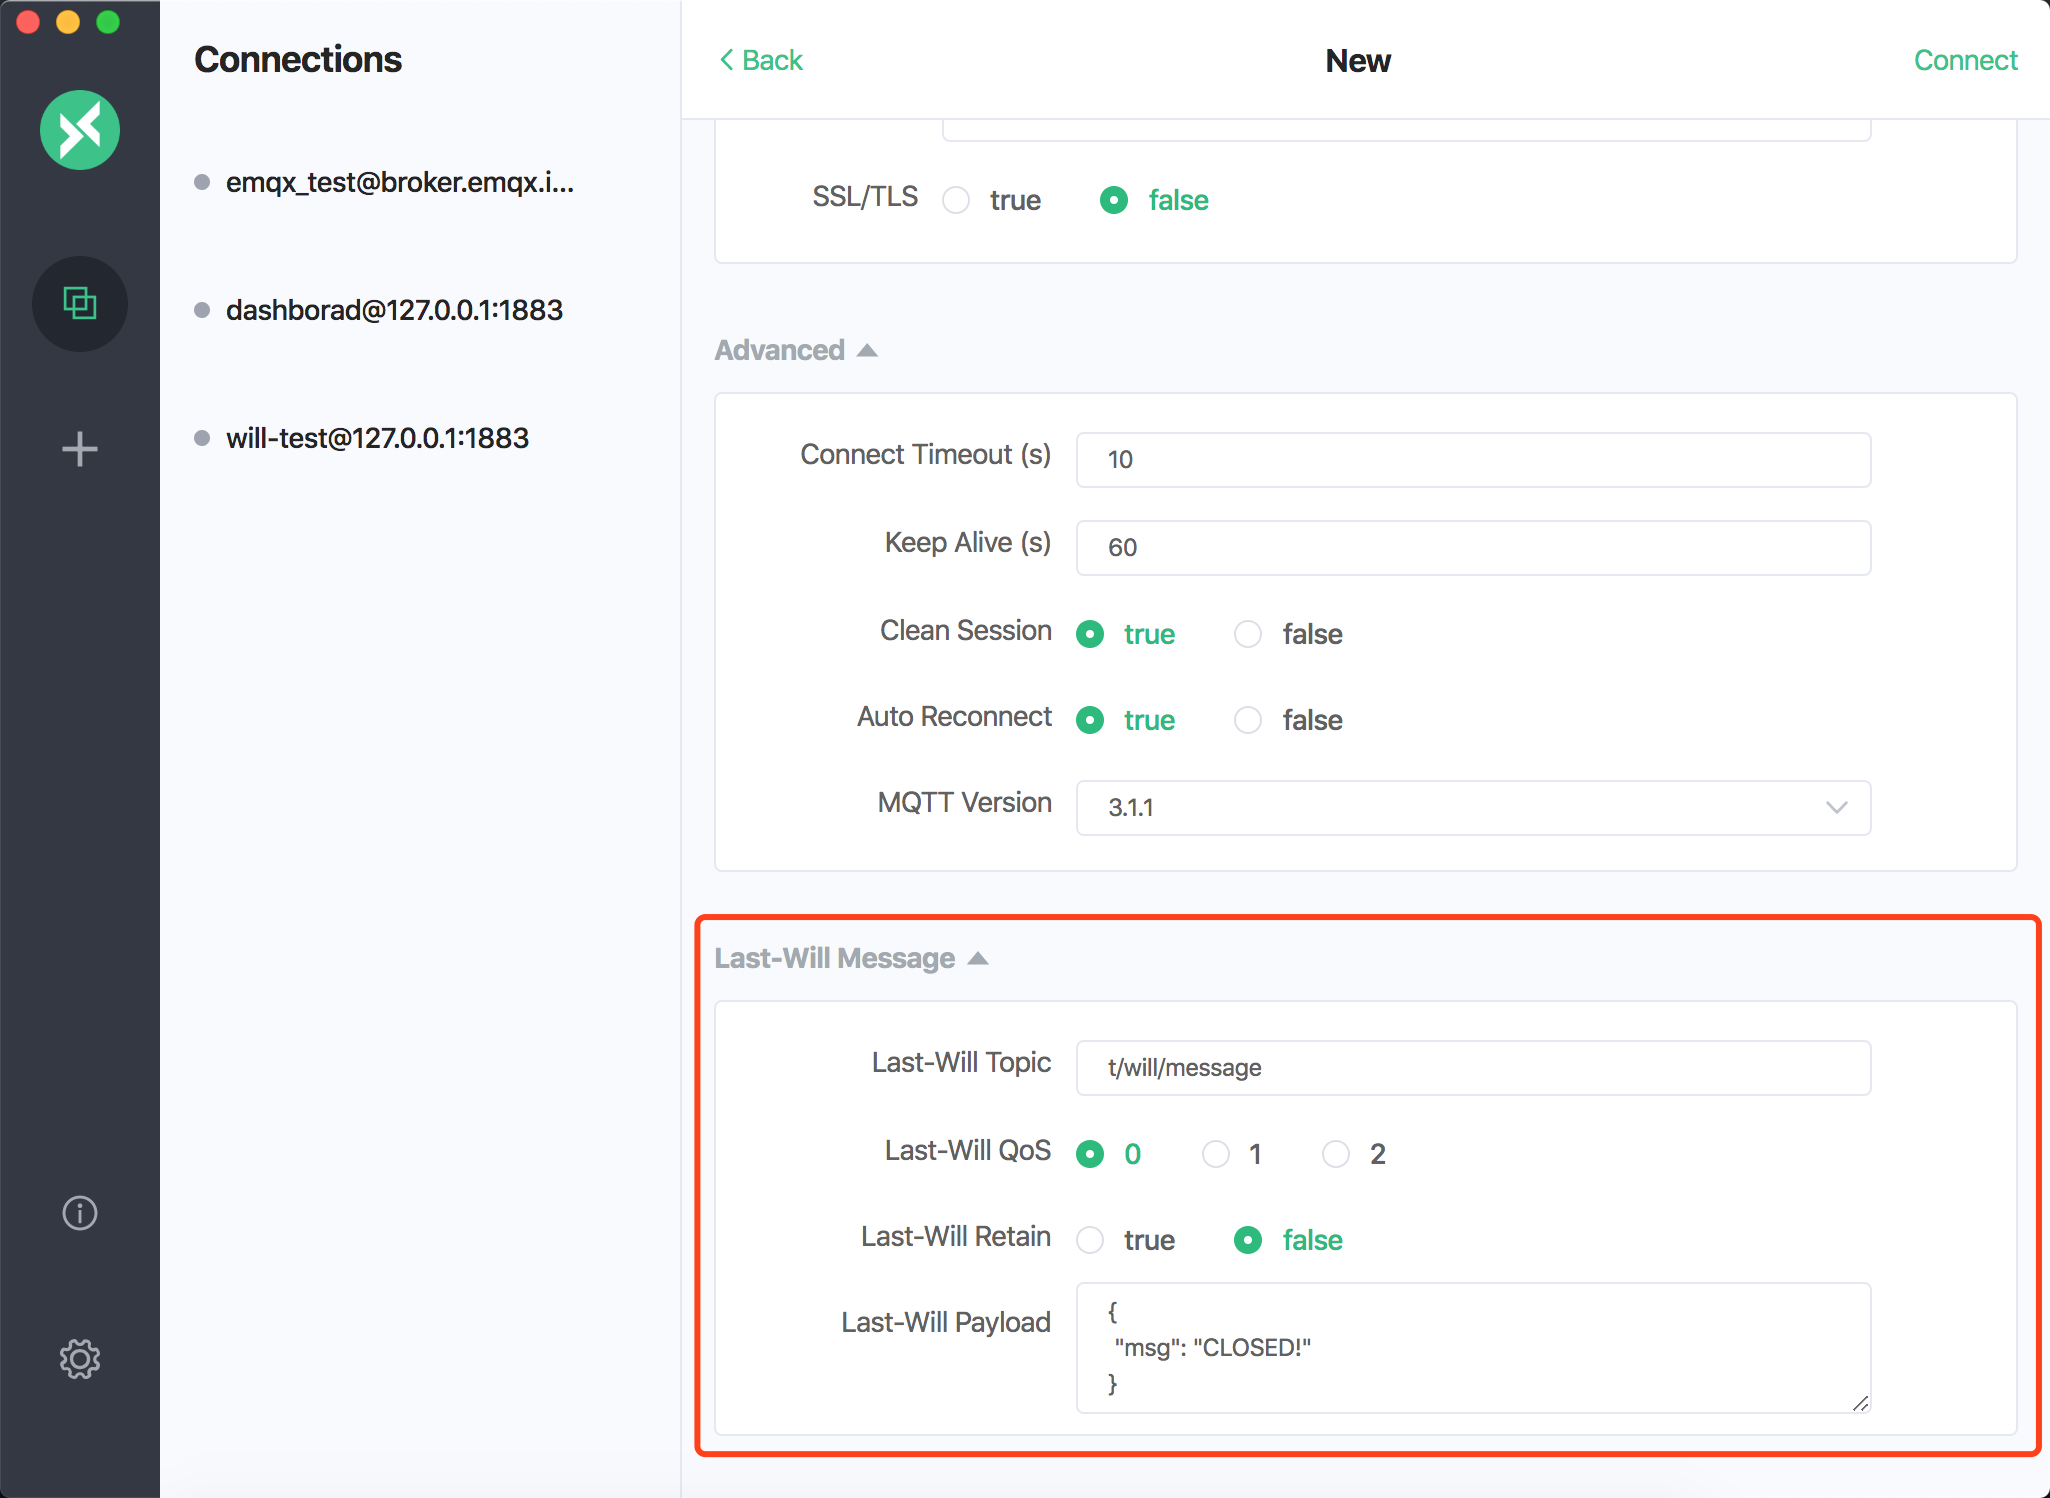 Connections
emqx_test@broker.emqx.i...
dashborad@127.0.0.1:1883
will-test@127.0.0.1:1883
Back
New
Connect
SSL/TLS true false
Advanced
Connect Timeout (s) 10
Keep Alive (s) 60
Clean Session true false
Auto Reconnect true false
MQTT Version 3.1.1
Last-Will Message
Last-Will Topic t/will/message
Last-Will QoS 0 1 2
Last-Will Retain true false
Last-Will Payload {
"msg": "CLOSED!"
}